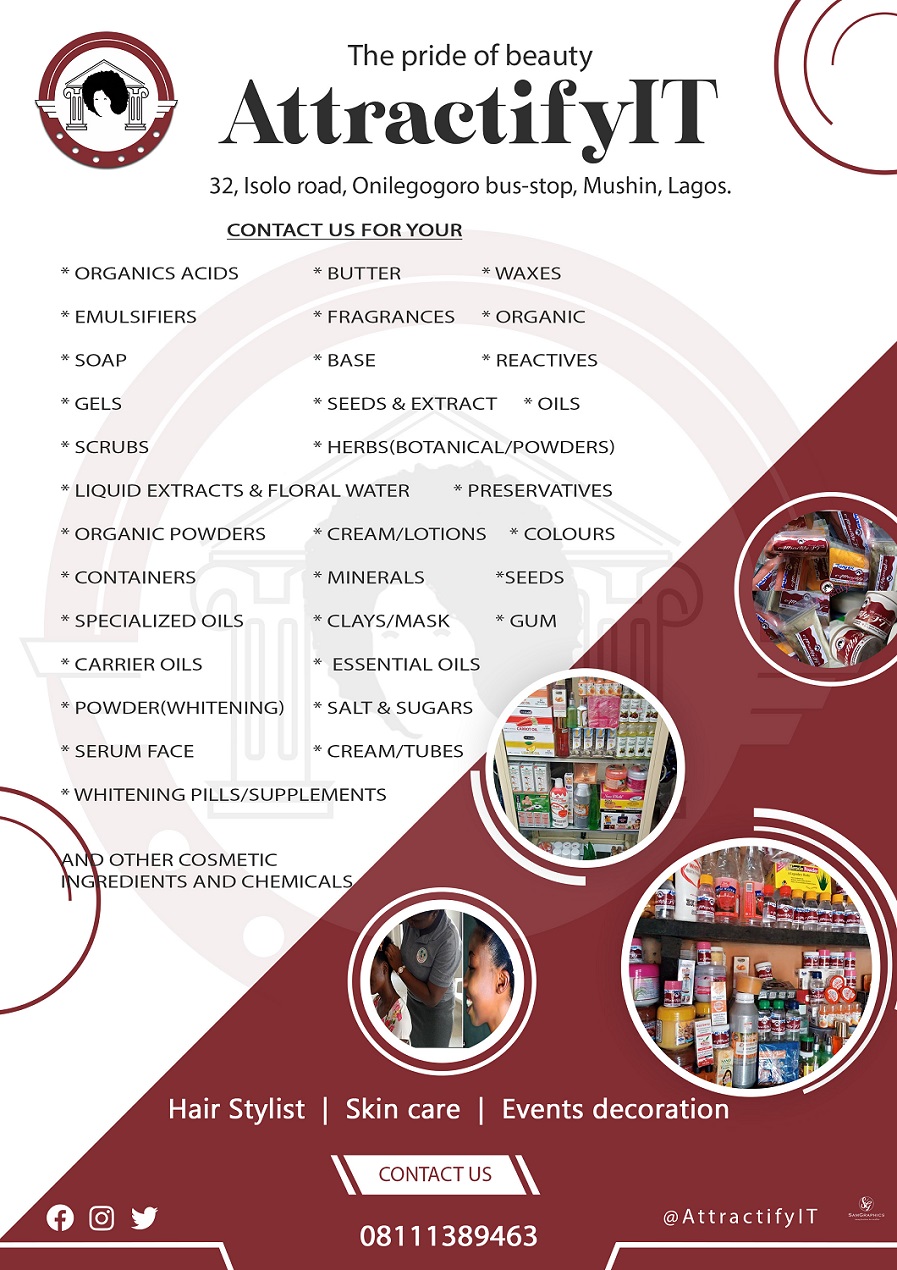 The pride of beauty
AttractifyIT
32, Isolo road, Onilegogoro bus-stop, Mushin, Lagos.
CONTACT US FOR YOUR
* ORGANICS ACIDS * BUTTER * WAXES
* EMULSIFIERS * FRAGRANCES * ORGANIC
* SOAP * BASE * REACTIVES
* GELS * SEEDS & EXTRACT * OILS
* SCRUBS * HERBS(BOTANICAL/POWDERS)
* LIQUID EXTRACTS & FLORAL WATER * PRESERVATIVES
* ORGANIC POWDERS * CREAM/LOTIONS * COLOURS
* CONTAINERS * MINERALS *SEEDS
* SPECIALIZED OILS * CLAYS/MASK * GUM
* CARRIER OILS * ESSENTIAL OILS
* POWDER(WHITENING) * SALT & SUGARS
* SERUM FACE * CREAM/TUBES
* WHITENING PILLS/SUPPLEMENTS
AND OTHER COSMETIC
INGREDIENTS AND CHEMICALS
Hair Stylist | Skin care | Events decoration
CONTACT US
08111389463
@AttractifyIT
SAWGRAPHICS